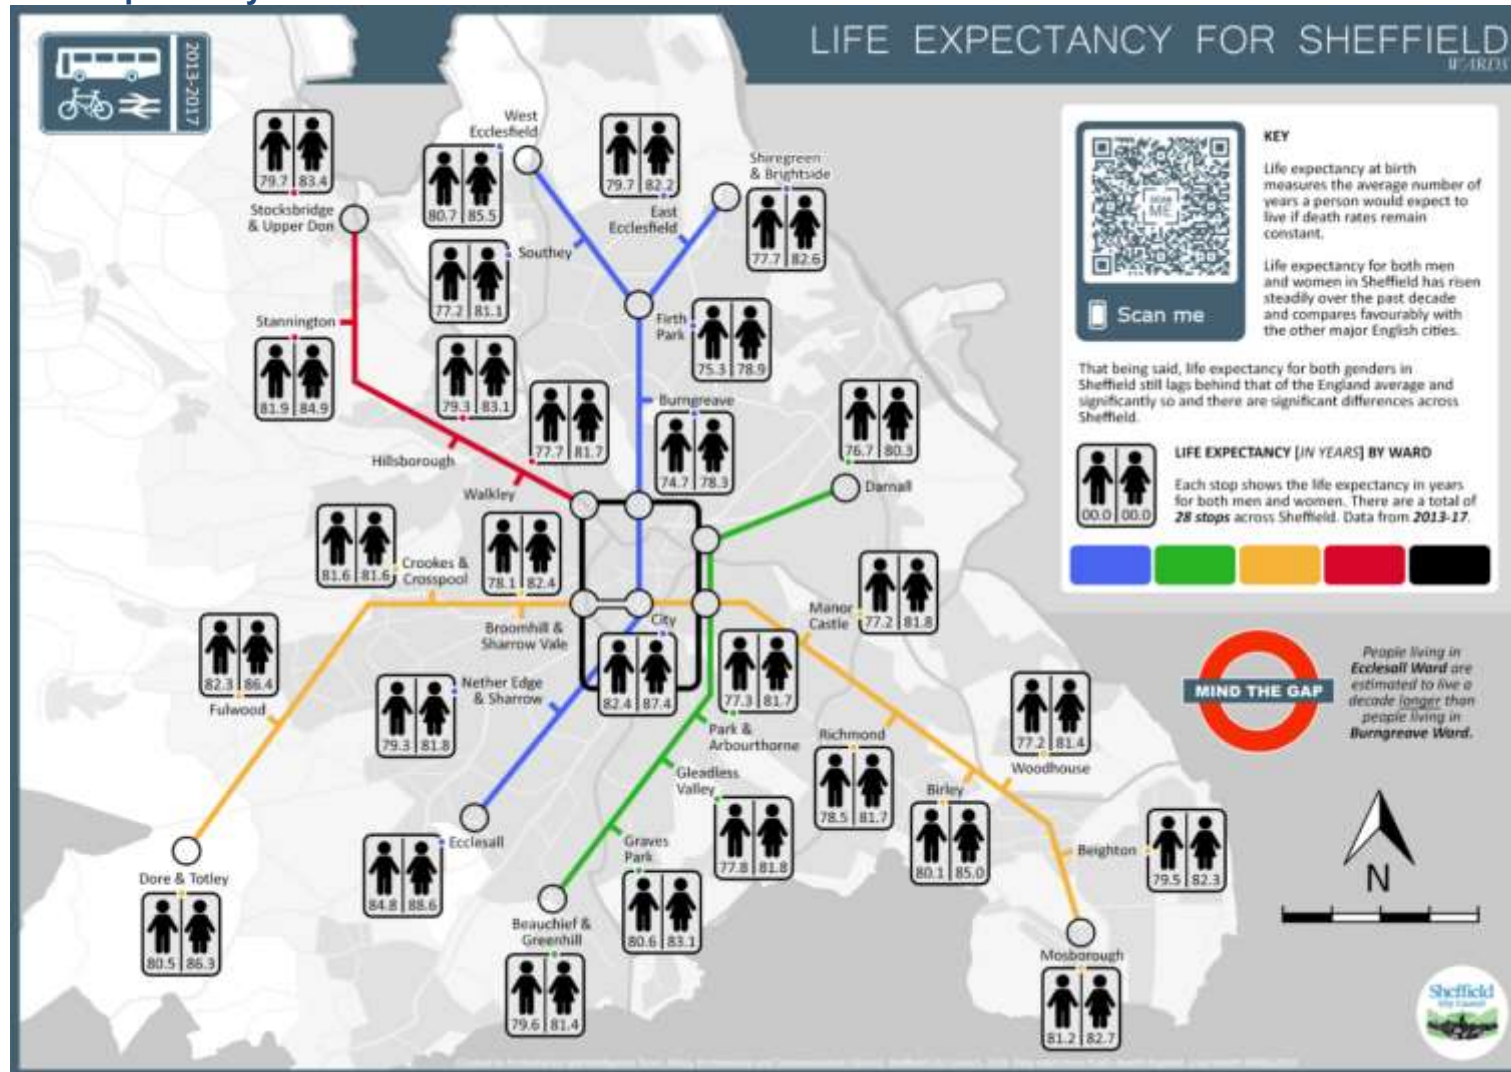 LIFE EXPECTANCY FOR SHEFFIELD
WARDS
2013-2017
KEY
Life expectancy at birth
measures the average number of
years a person would expect to
live if death rates remain
constant.
Life expectancy for both men
and women in Sheffield has risen
steadily over the past decade
and compares favourably with
the other major English cities.
SCAN
ME
Scan me
That being said, life expectancy for both genders in
Sheffield still lags behind that of the England average and
significantly so and there are significant differences across
Sheffield.
LIFE EXPECTANCY [IN YEARS] BY WARD
Each stop shows the life expectancy in years
for both men and women. There are a total of
28 stops across Sheffield. Data from 2013-17.
00.0 00.0
MIND THE GAP
People living in
Ecclesall Ward are
estimated to live a
decade longer than
people living in
Burngreave Ward.
N
Sheffield
City Council
79.7 83.4
Stocksbridge
& Upper Don
West
Ecclesfield
80.7 85.5
79.7 82.2
East
Ecclesfield
Shiregreen
& Brightside
77.7 82.6
Southey
77.2 81.1
Stannington
81.9 84.9
79.3 83.1
Hillsborough
Firth
Park
75.3 78.9
77.7 81.7
Walkley
Burngreave
74.7 78.3
76.7 80.3
Darnall
81.6 81.6
Crookes &
Crosspool
78.1 82.4
Broomhill &
Sharrow Vale
City
82.4 87.4
Manor
Castle
77.2 81.8
82.3 86.4
Fulwood
Nether Edge
& Sharrow
79.3 81.8
77.3 81.7
Park &
Arbourthorne
Richmond
78.5 81.7
77.2 81.4
Woodhouse
Gleadless
Valley
77.8 81.8
Birley
80.1 85.0
Ecclesall
84.8 88.6
Graves
Park
80.6 83.1
Beighton
79.5 82.3
Dore & Totley
80.5 86.3
Beauchief &
Greenhill
79.6 81.4
Mosborough
81.2 82.7